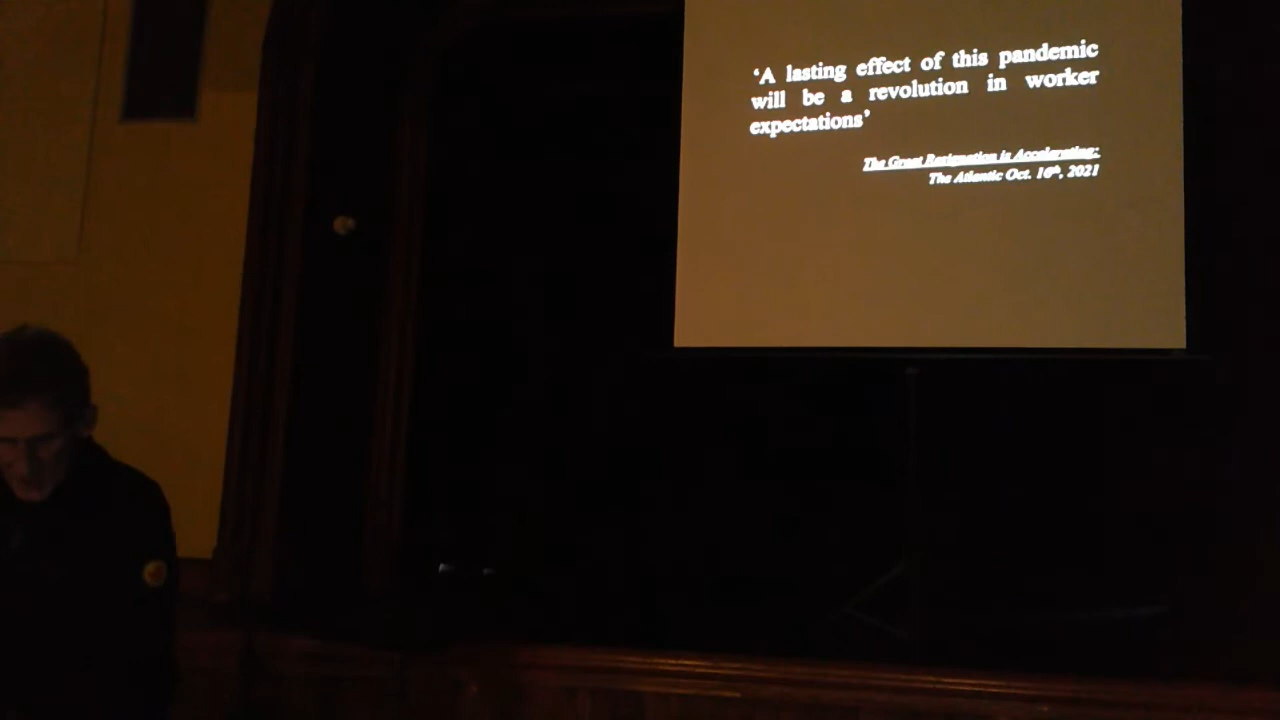 ‘A lasting effect of this pandemic
will be a revolution in worker
expectations’
The Great Resignation is Accelerating:
The Atlantic Oct. 16th, 2021